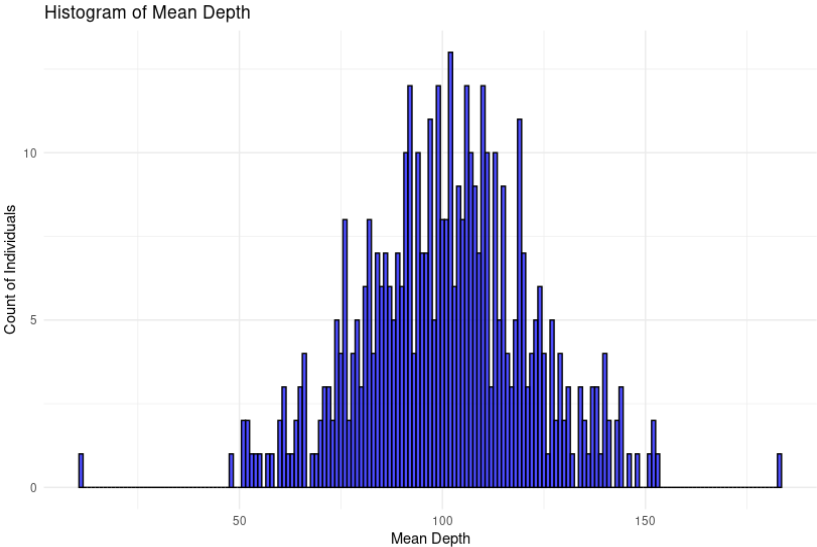 Histogram of Mean Depth
Count of Individuals
10
5
0
50
100
150
Mean Depth